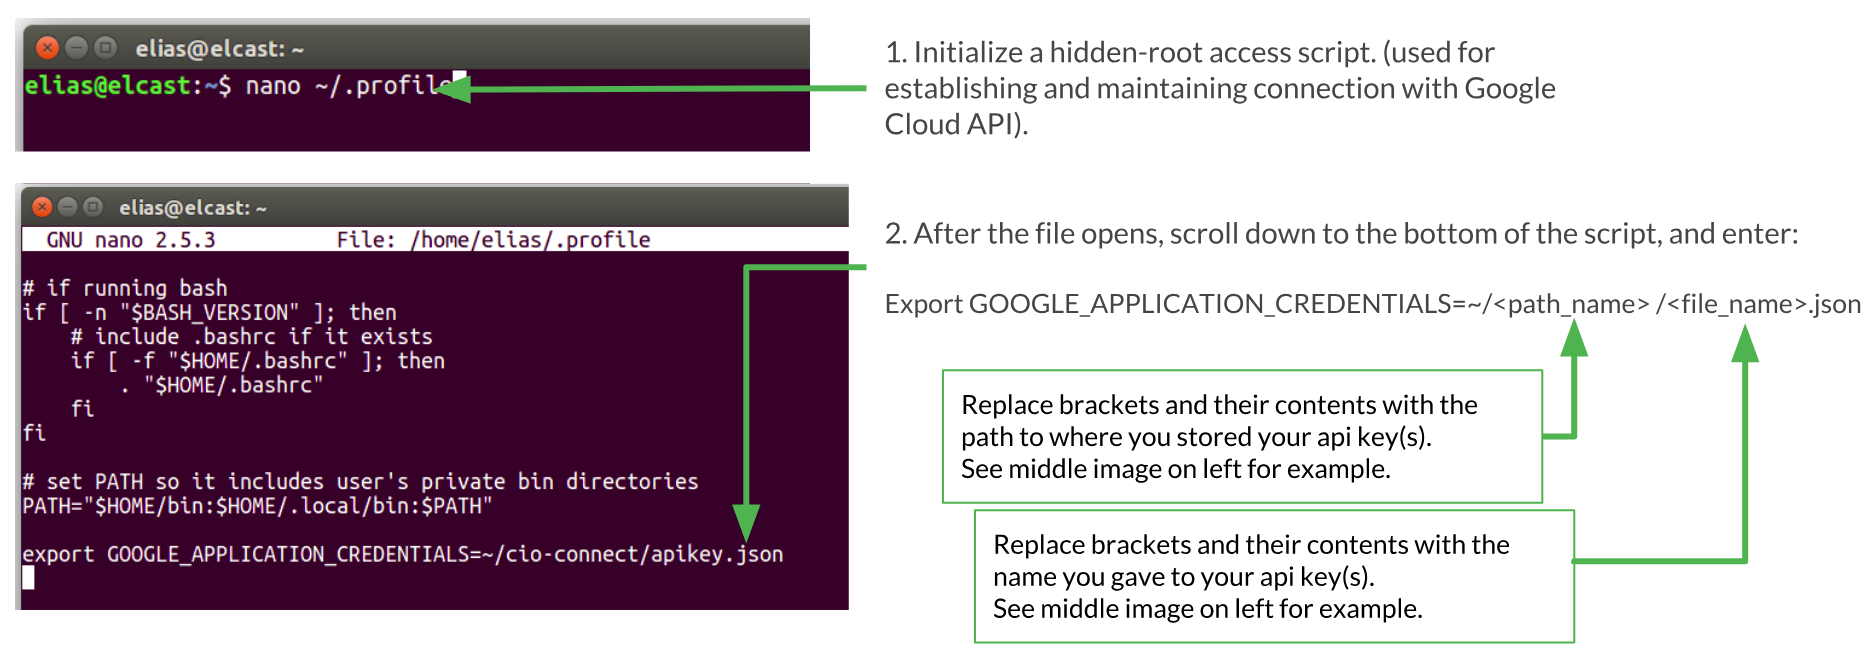 elias@elcast: ~
elias@elcast:~$ nano ~/.profile
1. Initialize a hidden-root access script. (used for
establishing and maintaining connection with Google
Cloud API).
elias@elcast: ~
GNU nano 2.5.3 File: /home/elias/.profile
# if running bash
if [ -n "$BASH_VERSION" ]; then
# include .bashrc if it exists
if [ -f "$HOME/.bashrc" ]; then
. "$HOME/.bashrc"
fi
fi
# set PATH so it includes user's private bin directories
PATH="$HOME/bin:$HOME/.local/bin:$PATH"
export GOOGLE_APPLICATION_CREDENTIALS=~/cio-connect/apikey.json
2. After the file opens, scroll down to the bottom of the script, and enter:
Export GOOGLE_APPLICATION_CREDENTIALS=~/<path_name> /<file_name>.json
Replace brackets and their contents with the
path to where you stored your api key(s).
See middle image on left for example.
Replace brackets and their contents with the
name you gave to your api key(s).
See middle image on left for example.